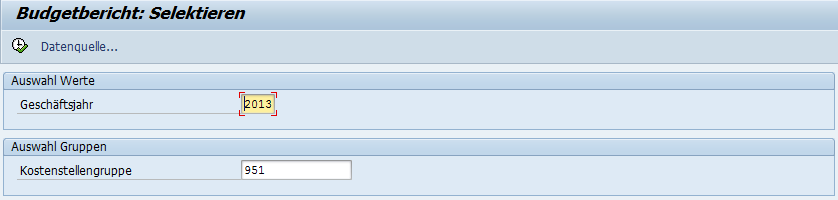 Budgetbericht: Selektieren
Datenquelle...
Auswahl Werte
Geschäftsjahr 2013
Auswahl Gruppen
Kostenstellengruppe 951